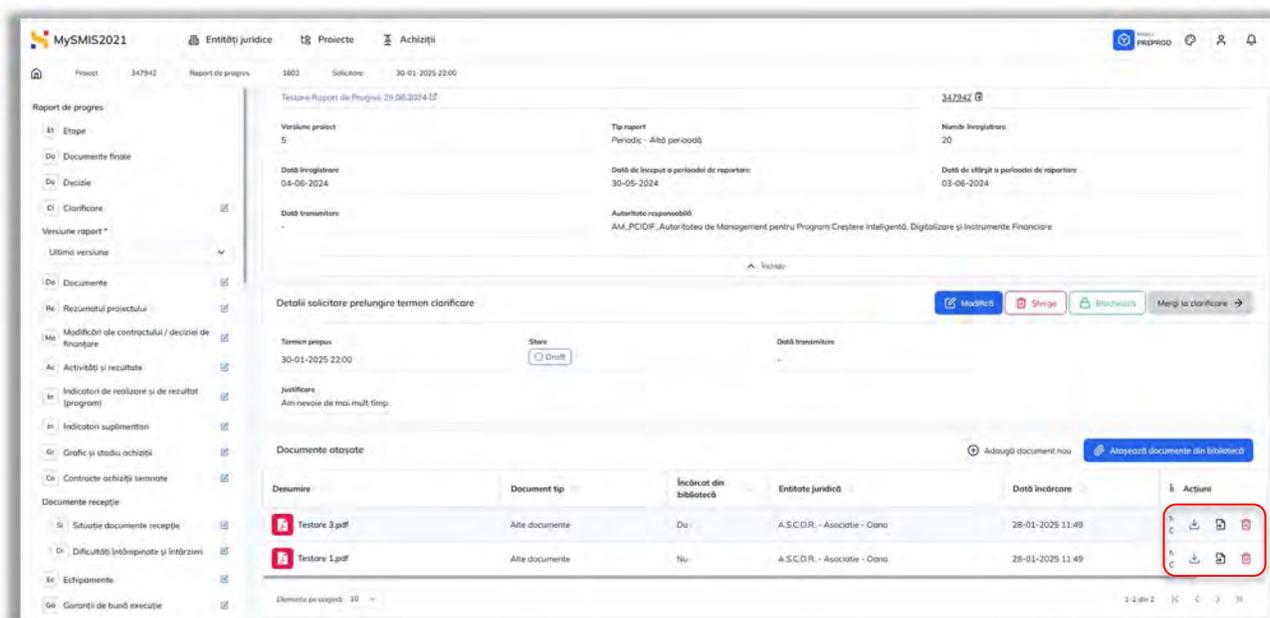 MySMIS2021 Entități juridice Proiecte Achiziții PREPROD
Proiect 347942 Raport de progres 1602 Solicitare 30-01-2025 22:00
Raport de progres
Et Etape
Do Documente finale
De Decizie
Cl Clarificare
Versiune raport *
Ultima versiune
Do Documente
Re Rezumatul proiectului
Mo Modificări ale contractului / deciziei de finanțare
Ac Activități și rezultate
In Indicatori de realizare și de rezultat (program)
In Indicatori suplimentari
Gr Grafic și stadiu achiziții
Co Contracte achiziții semnate
Documente recepție
Si Situație documente recepție
Di Dificultăți întâmpinate și întârzieri
Ec Echipamente
Ga Garanții de bună execuție
Testare Raport de Progres 29.08.2024 347942
Versiune proiect Tip raport Număr înregistrare
5 Periodic - Altă perioadă 20
Dată înregistrare Dată de început a perioadei de raportare Dată de sfârșit a perioadei de raportare
04-06-2024 30-05-2024 03-06-2024
Dată transmitere Autoritate responsabilă
- AM_PCIDIF_Autoritatea de Management pentru Program Creștere Inteligentă, Digitalizare și Instrumente Financiare
Închide
Detalii solicitare prelungire termen clarificare Modifică Șterge Blochează Mergi la clarificare
Termen propus Stare Dată transmitere
30-01-2025 22:00 Draft -
Justificare
Am nevoie de mai mult timp.
Documente atașate Adaugă document nou Atașează documente din bibliotecă
Denumire Document tip Încărcat din bibliotecă Entitate juridică Dată încărcare Acțiuni
Testare 3.pdf Alte documente Da A.S.C.O.R. - Asociatie - Oana 28-01-2025 11:49
Testare 1.pdf Alte documente Nu A.S.C.O.R. - Asociatie - Oana 28-01-2025 11:49
Elemente pe pagină 10 1-2 din 2